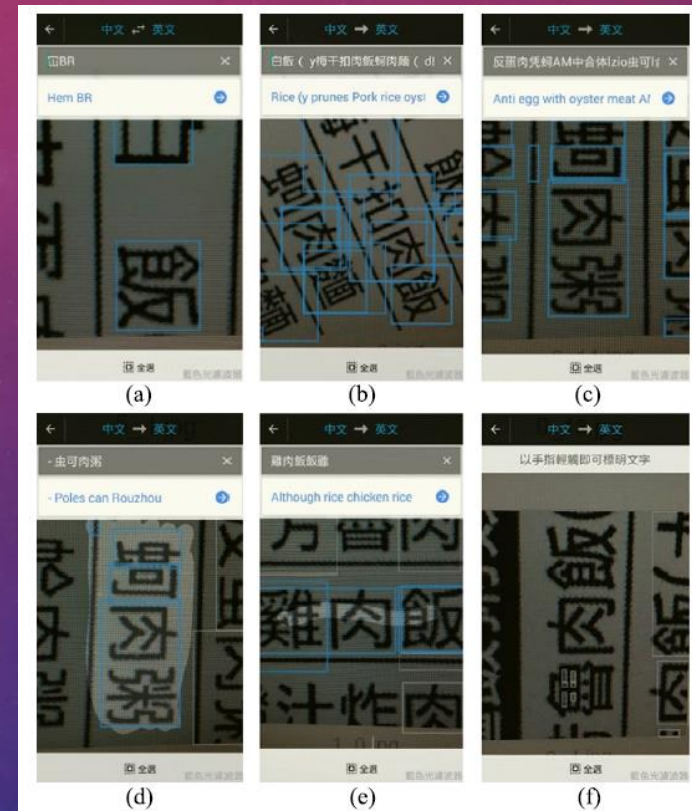 中文 ⇄ 英文
中文 → 英文
中文 → 英文
BR
白飯 ( y梅干扣肉飯蚵肉麵 ( d
反蛋肉凭蚵AM中合体lzio虫可
Hem BR
Rice (y prunes Pork rice oyst
Anti egg with oyster meat AM
飯
蚵肉麵
梅干扣肉飯
蚵肉粥
全選
藍色光濾波器
全選
藍色光濾波器
全選
藍色光濾波器
(a)
(b)
(c)
中文 → 英文
中文 → 英文
中文 → 英文
- 虫可肉粥
雞肉飯飯雖
以手指輕觸即可標明文字
- Poles can Rouzhou
Although rice chicken rice
蚵肉粥
雞肉飯
汁炸肉
魯肉飯
全選
藍色光濾波器
全選
藍色光濾波器
全選
藍色光濾波器
(d)
(e)
(f)